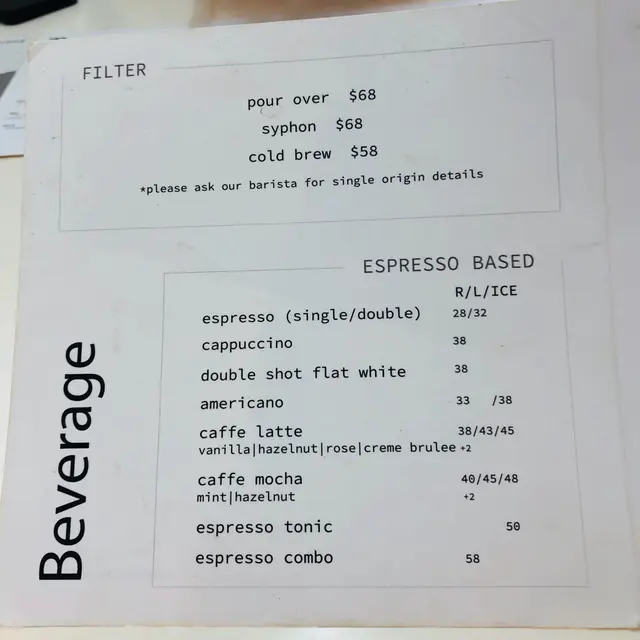 FILTER
pour over $68
syphon $68
cold brew $58
*please ask our barista for single origin details
ESPRESSO BASED
R/L/ICE
espresso (single/double) 28/32
cappuccino 38
double shot flat white 38
americano 33 /38
caffe latte 38/43/45
vanilla|hazelnut|rose|creme brulee +2
caffe mocha 40/45/48
mint|hazelnut +2
espresso tonic 50
espresso combo 58
Beverage